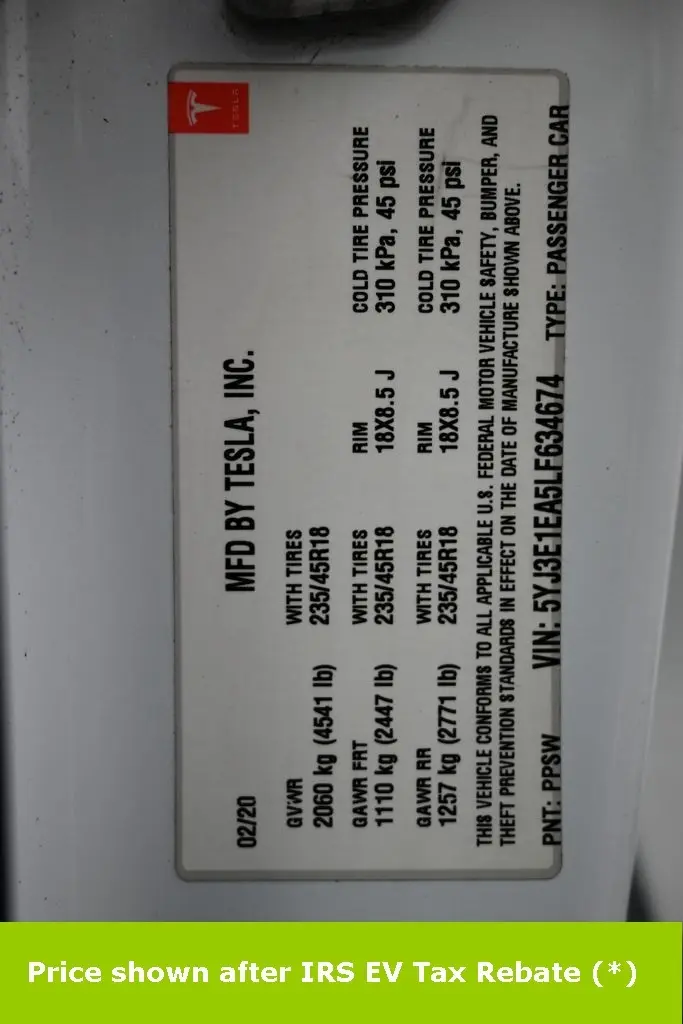 TESLA
MFD BY TESLA, INC.
02/20
GVWR WITH TIRES
2060 kg (4541 lb) 235/45R18
GAWR FRT WITH TIRES RIM COLD TIRE PRESSURE
1110 kg (2447 lb) 235/45R18 18X8.5 J 310 kPa, 45 psi
GAWR RR WITH TIRES RIM COLD TIRE PRESSURE
1257 kg (2771 lb) 235/45R18 18X8.5 J 310 kPa, 45 psi
THIS VEHICLE CONFORMS TO ALL APPLICABLE U.S. FEDERAL MOTOR VEHICLE SAFETY, BUMPER, AND
THEFT PREVENTION STANDARDS IN EFFECT ON THE DATE OF MANUFACTURE SHOWN ABOVE.
PNT: PPSW VIN: 5YJ3E1EA5LF634674 TYPE: PASSENGER CAR
Price shown after IRS EV Tax Rebate (*)